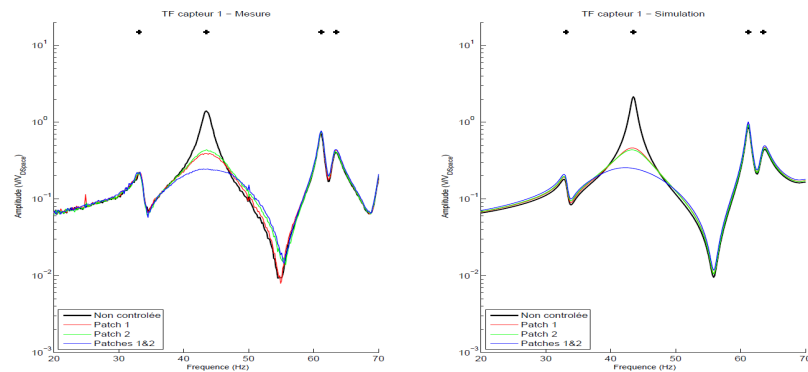 TF capteur 1 − Mesure
10^1
10^0
10^−1
10^−2
10^−3
Amplitude (V/V_DSpace)
Non controlée
Patch 1
Patch 2
Patches 1&2
20 30 40 50 60 70
Frequence (Hz)
TF capteur 1 − Simulation
10^1
10^0
10^−1
10^−2
10^−3
Amplitude (V/V_DSpace)
Non controlée
Patch 1
Patch 2
Patches 1&2
20 30 40 50 60 70
Frequence (Hz)